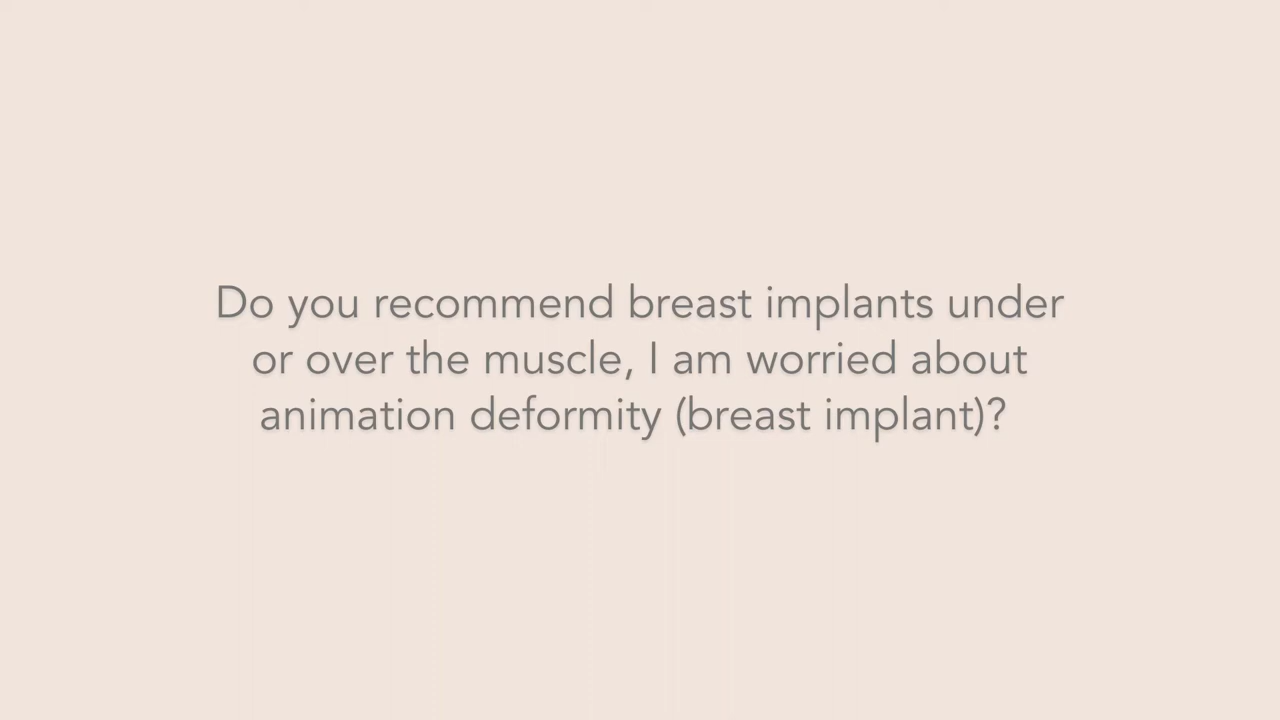 Do you recommend breast implants under
or over the muscle, I am worried about
animation deformity (breast implant)?